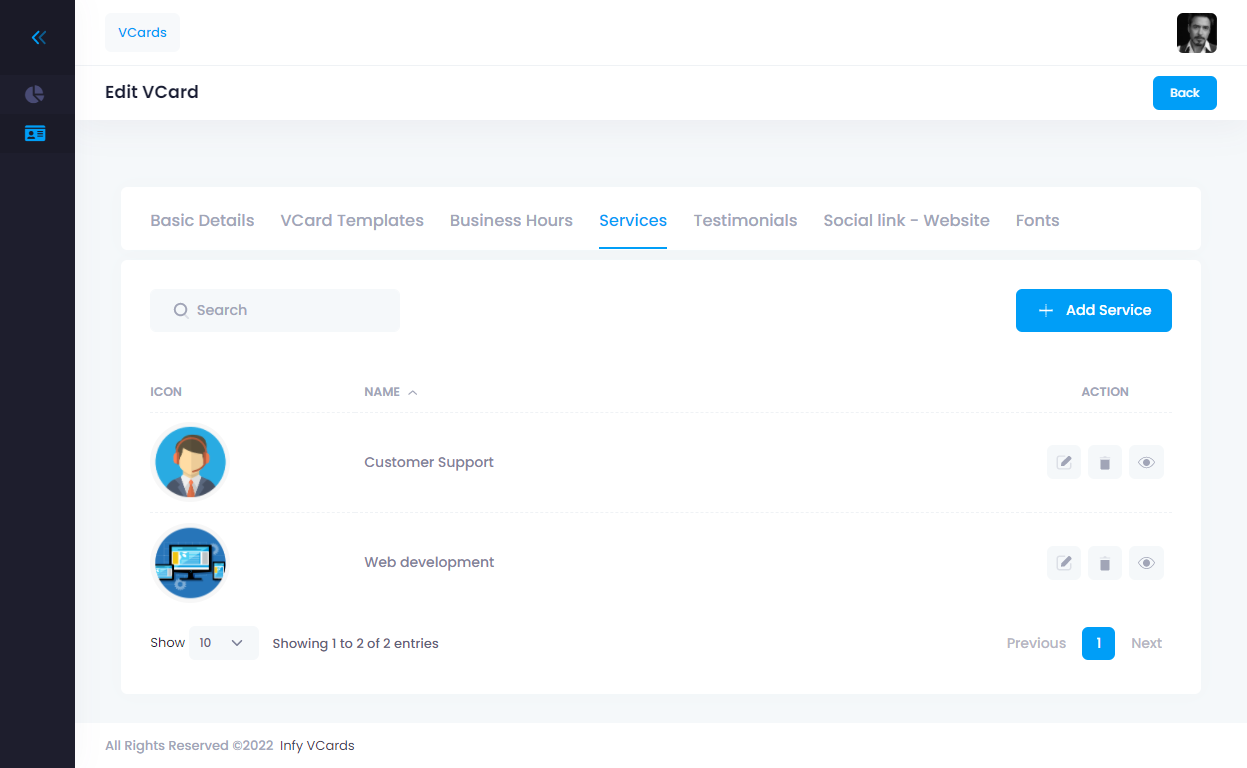 VCards
Edit VCard
Back
Basic Details VCard Templates Business Hours Services Testimonials Social link - Website Fonts
Search
Add Service
ICON NAME ACTION
Customer Support
Web development
Show 10 Showing 1 to 2 of 2 entries Previous 1 Next
All Rights Reserved ©2022 Infy VCards